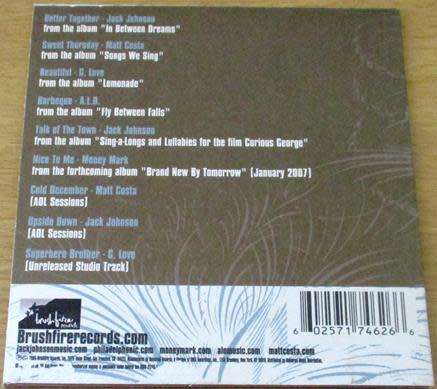 Better Together - Jack Johnson
from the album "In Between Dreams"
Sweet Thursday - Matt Costa
from the album "Songs We Sing"
Beautiful - G. Love
from the album "Lemonade"
Barbeque - A.L.O.
from the album "Fly Between Falls"
Talk of The Town - Jack Johnson
from the album "Sing-a-Longs and Lullabies for the film Curious George"
Nice To Me - Money Mark
from the forthcoming album "Brand New By Tomorrow" (January 2007)
Cold December - Matt Costa
(AOL Sessions)
Upside Down - Jack Johnson
(AOL Sessions)
Superhero Brother - G. Love
(Unreleased Studio Track)
brushfire
records
Brushfirerecords.com
jackjohnsonmusic.com philadelphonic.com moneymark.com alomusic.com mattcosta.com
6 02571 74626 6